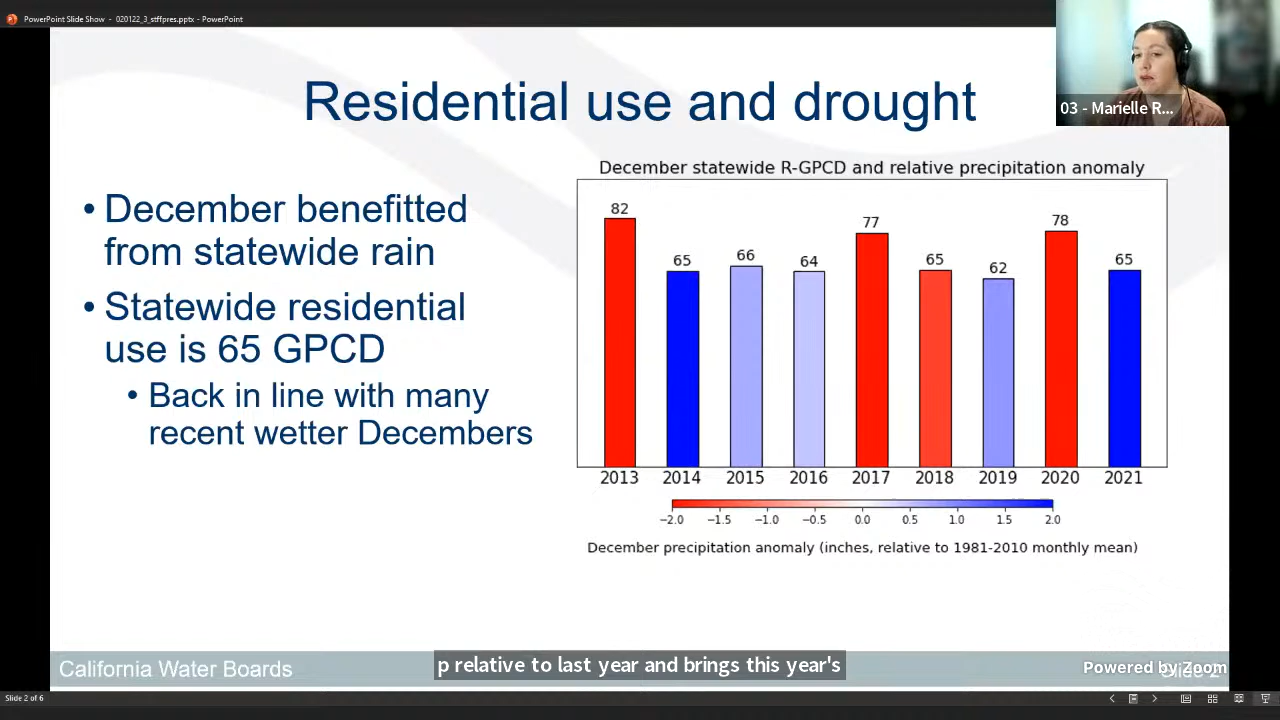 PowerPoint Slide Show - 020122_3_stffpres.pptx - PowerPoint
03 - Marielle R...
Residential use and drought
• December benefitted
from statewide rain
• Statewide residential
use is 65 GPCD
• Back in line with many
recent wetter Decembers
December statewide R-GPCD and relative precipitation anomaly
82 65 66 64 77 65 62 78 65
2013 2014 2015 2016 2017 2018 2019 2020 2021
−2.0 −1.5 −1.0 −0.5 0.0 0.5 1.0 1.5 2.0
December precipitation anomaly (inches, relative to 1981-2010 monthly mean)
California Water Boards
p relative to last year and brings this year's
Powered by Zoom
Slide 2
Slide 2 of 6